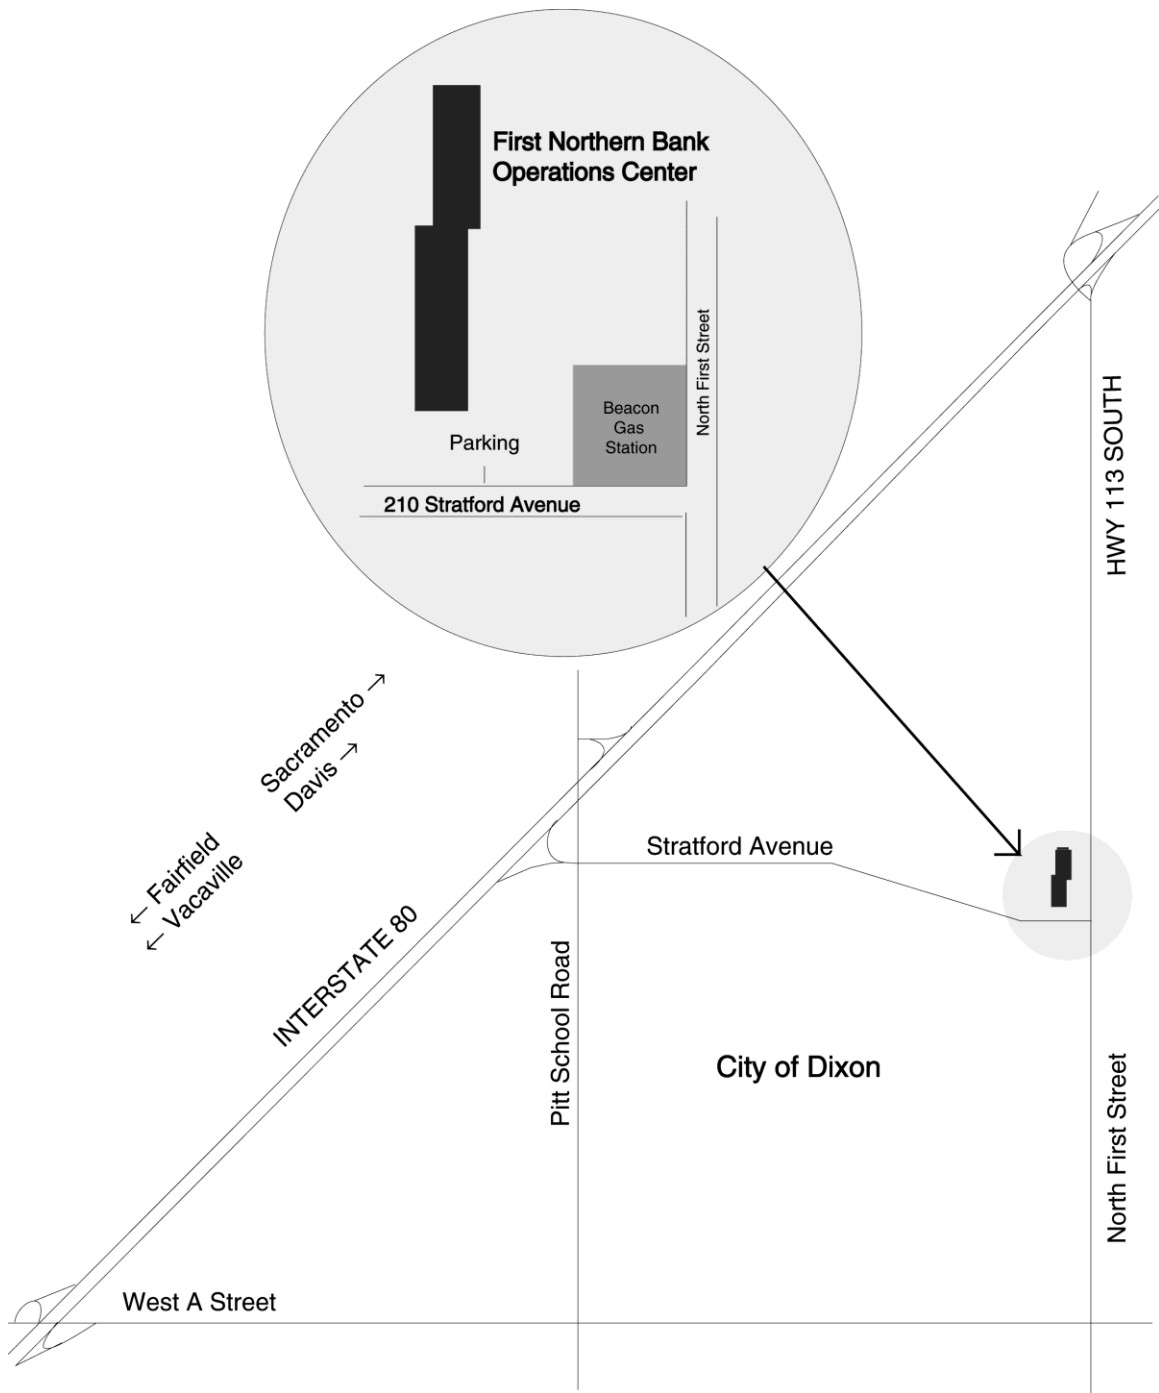 First Northern Bank
Operations Center
North First Street
Beacon
Gas
Station
Parking
210 Stratford Avenue
HWY 113 SOUTH
Sacramento →
Davis →
← Fairfield
← Vacaville
Stratford Avenue
INTERSTATE 80
Pitt School Road
City of Dixon
North First Street
West A Street